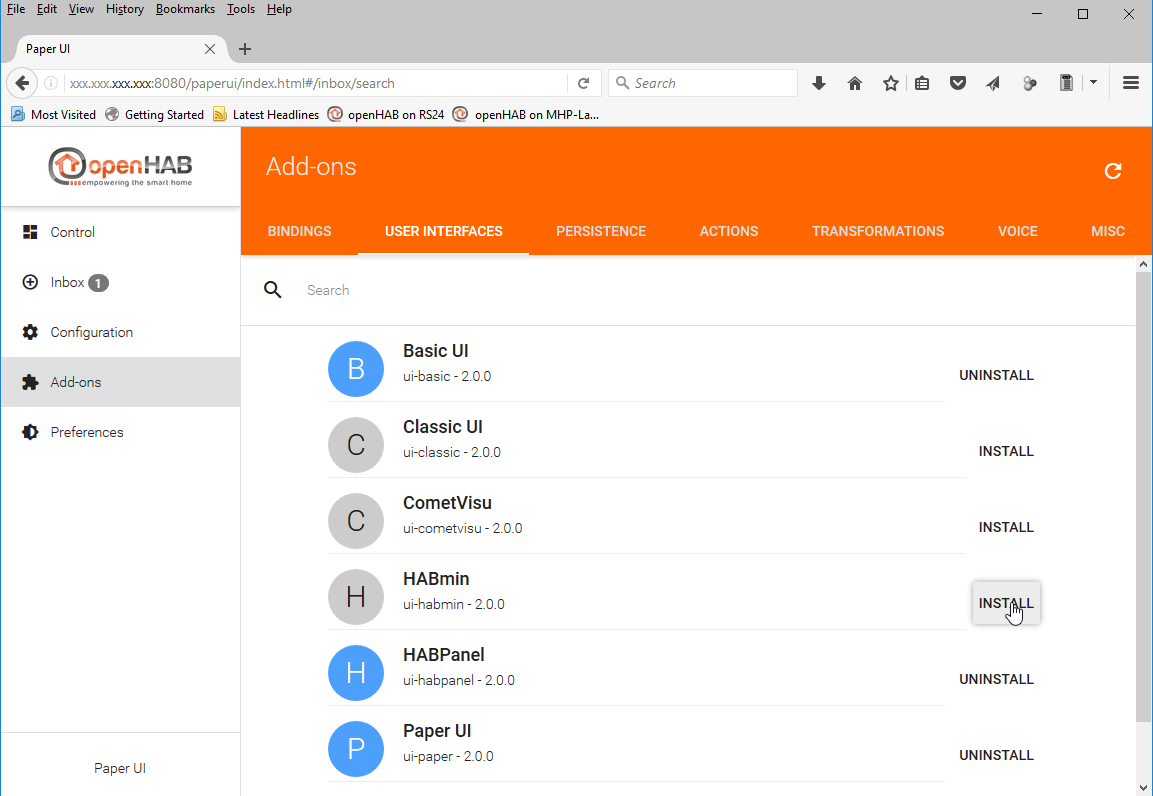 File Edit View History Bookmarks Tools Help
Paper UI
xxx.xxx.xxx.xxx:8080/paperui/index.html#/inbox/search
Search
Most Visited Getting Started Latest Headlines openHAB on RS24 openHAB on MHP-La...
openHAB
empowering the smart home
Add-ons
BINDINGS USER INTERFACES PERSISTENCE ACTIONS TRANSFORMATIONS VOICE MISC
Control
Inbox 1
Configuration
Add-ons
Preferences
Paper UI
Search
B
Basic UI
ui-basic - 2.0.0
UNINSTALL
C
Classic UI
ui-classic - 2.0.0
INSTALL
C
CometVisu
ui-cometvisu - 2.0.0
INSTALL
H
HABmin
ui-habmin - 2.0.0
INSTALL
H
HABPanel
ui-habpanel - 2.0.0
UNINSTALL
P
Paper UI
ui-paper - 2.0.0
UNINSTALL